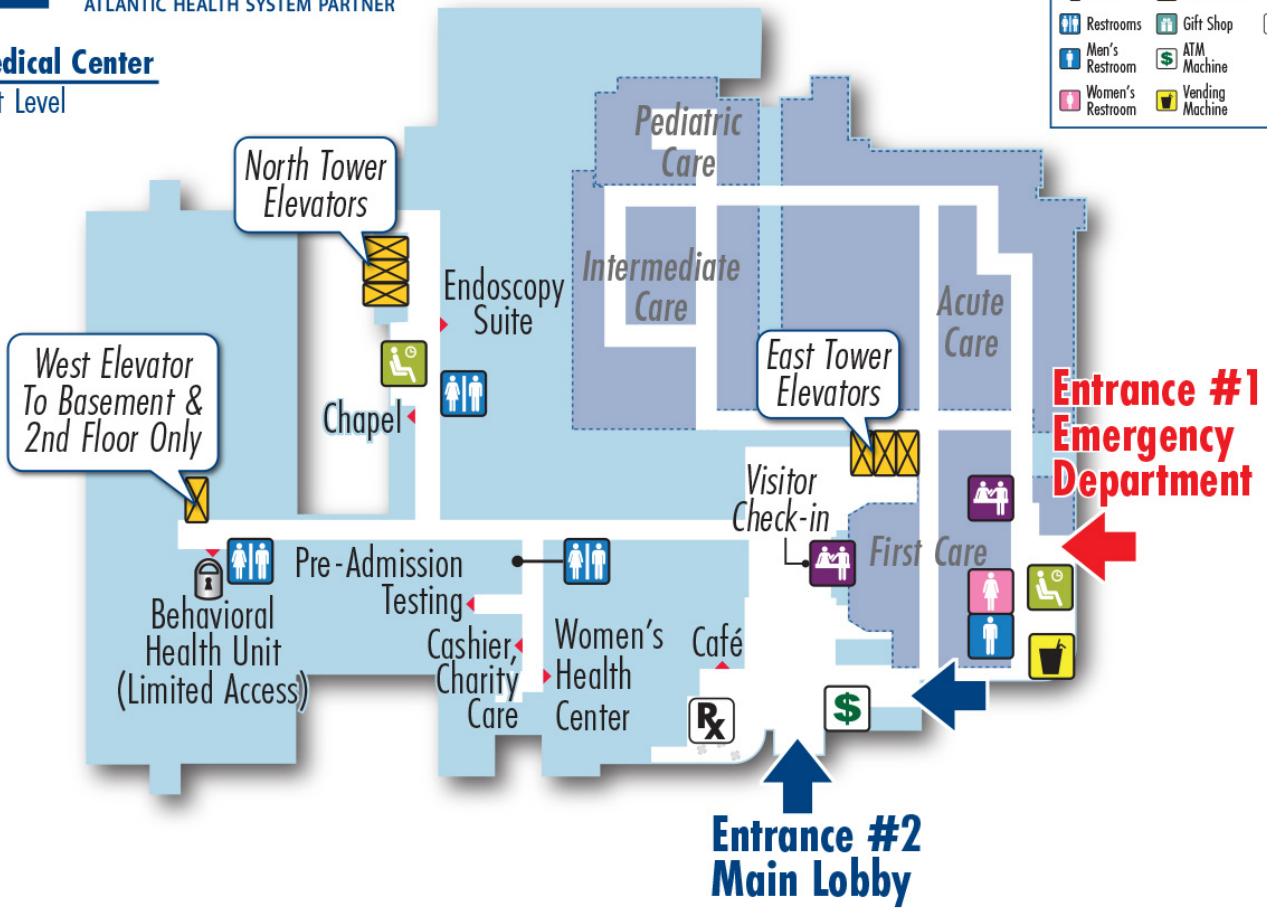 ATLANTIC HEALTH SYSTEM PARTNER
Medical Center
Level
Restrooms
Gift Shop
Men's
Restroom
$
ATM
Machine
Women's
Restroom
Vending
Machine
Pediatric
Care
North Tower
Elevators
Intermediate
Care
Endoscopy
Suite
Acute
Care
West Elevator
To Basement &
2nd Floor Only
East Tower
Elevators
Entrance #1
Emergency
Department
Chapel
Visitor
Check-in
First Care
Pre-Admission
Testing
Behavioral
Health Unit
(Limited Access)
Cashier,
Charity
Care
Women's
Health
Center
Café
Rx
$
Entrance #2
Main Lobby